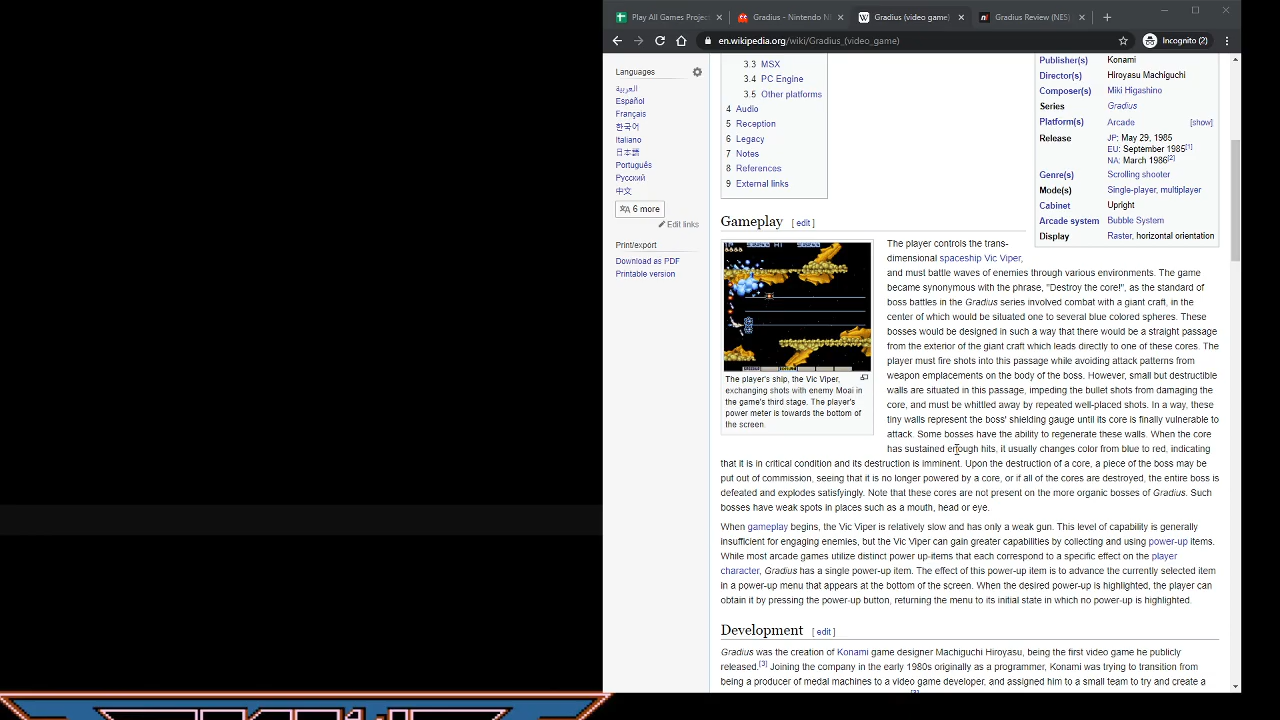 Play All Games Projec
Gradius - Nintendo N
Gradius (video game)
Gradius Review (NES)
en.wikipedia.org/wiki/Gradius_(video_game)
Incognito (2)
Languages
العربية
Español
Français
한국어
Italiano
日本語
Português
Русский
中文
6 more
Edit links
Print/export
Download as PDF
Printable version
3.3 MSX
3.4 PC Engine
3.5 Other platforms
4 Audio
5 Reception
6 Legacy
7 Notes
8 References
9 External links
Publisher(s) Konami
Director(s) Hiroyasu Machiguchi
Composer(s) Miki Higashino
Series Gradius
Platform(s) Arcade [show]
Release JP: May 29, 1985
EU: September 1985[1]
NA: March 1986[2]
Genre(s) Scrolling shooter
Mode(s) Single-player, multiplayer
Cabinet Upright
Arcade system Bubble System
Display Raster, horizontal orientation
Gameplay [ edit ]
The player's ship, the Vic Viper,
exchanging shots with enemy Moai in
the game's third stage. The player's
power meter is towards the bottom of
the screen.
The player controls the trans-
dimensional spaceship Vic Viper,
and must battle waves of enemies through various environments. The game
became synonymous with the phrase, "Destroy the core!", as the standard of
boss battles in the Gradius series involved combat with a giant craft, in the
center of which would be situated one to several blue colored spheres. These
bosses would be designed in such a way that there would be a straight passage
from the exterior of the giant craft which leads directly to one of these cores. The
player must fire shots into this passage while avoiding attack patterns from
weapon emplacements on the body of the boss. However, small but destructible
walls are situated in this passage, impeding the bullet shots from damaging the
core, and must be whittled away by repeated well-placed shots. In a way, these
tiny walls represent the boss' shielding gauge until its core is finally vulnerable to
attack. Some bosses have the ability to regenerate these walls. When the core
has sustained enough hits, it usually changes color from blue to red, indicating
that it is in critical condition and its destruction is imminent. Upon the destruction of a core, a piece of the boss may be
put out of commission, seeing that it is no longer powered by a core, or if all of the cores are destroyed, the entire boss is
defeated and explodes satisfyingly. Note that these cores are not present on the more organic bosses of Gradius. Such
bosses have weak spots in places such as a mouth, head or eye.
When gameplay begins, the Vic Viper is relatively slow and has only a weak gun. This level of capability is generally
insufficient for engaging enemies, but the Vic Viper can gain greater capabilities by collecting and using power-up items.
While most arcade games utilize distinct power up-items that each correspond to a specific effect on the player
character, Gradius has a single power-up item. The effect of this power-up item is to advance the currently selected item
in a power-up menu that appears at the bottom of the screen. When the desired power-up is highlighted, the player can
obtain it by pressing the power-up button, returning the menu to its initial state in which no power-up is highlighted.
Development [ edit ]
Gradius was the creation of Konami game designer Machiguchi Hiroyasu, being the first video game he publicly
released.[3] Joining the company in the early 1980s originally as a programmer, Konami was trying to transition from
being a producer of medal machines to a video game developer, and assigned him to a small team to try and create a